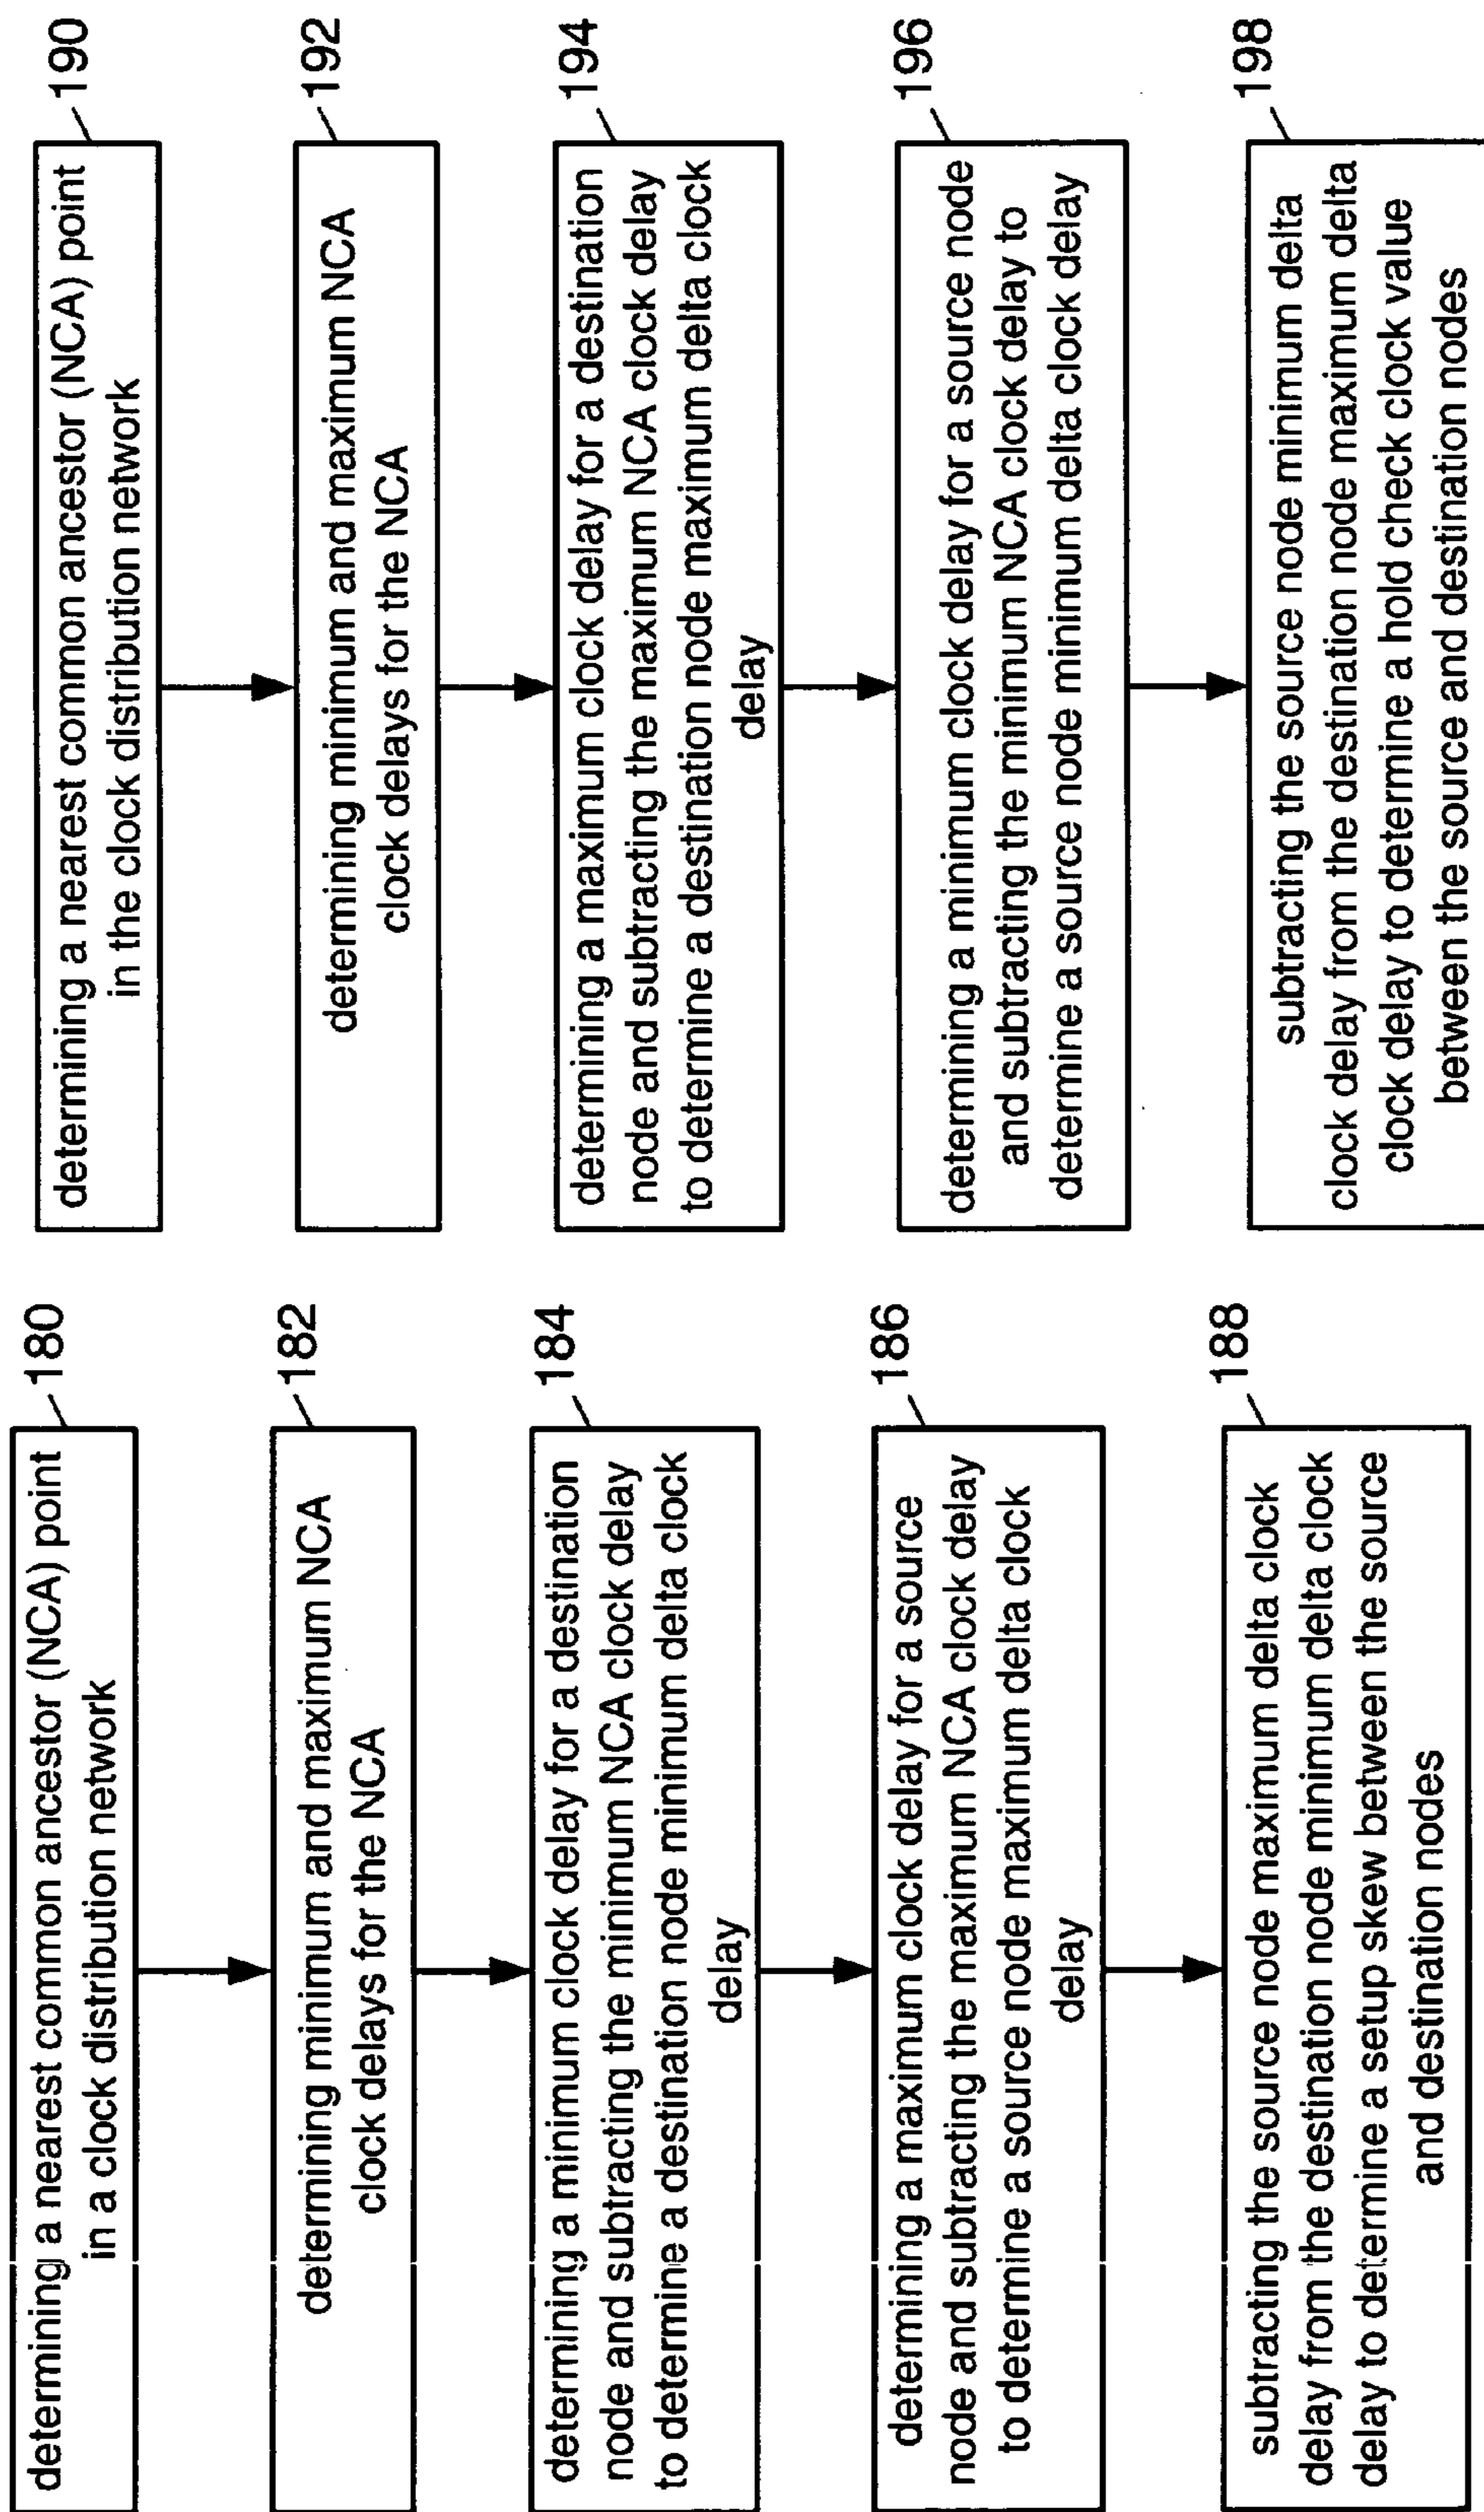 determining a nearest common ancestor (NCA) point
in a clock distribution network
180
determining minimum and maximum NCA
clock delays for the NCA
182
determining a minimum clock delay for a destination
node and subtracting the minimum NCA clock delay
to determine a destination node minimum delta clock
delay
184
determining a maximum clock delay for a source
node and subtracting the maximum NCA clock delay
to determine a source node maximum delta clock
delay
186
subtracting the source node maximum delta clock
delay from the destination node minimum delta clock
delay to determine a setup skew between the source
and destination nodes
188
determining a nearest common ancestor (NCA) point
in the clock distribution network
190
determining minimum and maximum NCA
clock delays for the NCA
192
determining a maximum clock delay for a destination
node and subtracting the maximum NCA clock delay
to determine a destination node maximum delta clock
delay
194
determining a minimum clock delay for a source node
and subtracting the minimum NCA clock delay to
determine a source node minimum delta clock delay
196
subtracting the source node minimum delta
clock delay from the destination node maximum delta
clock delay to determine a hold check clock value
between the source and destination nodes
198